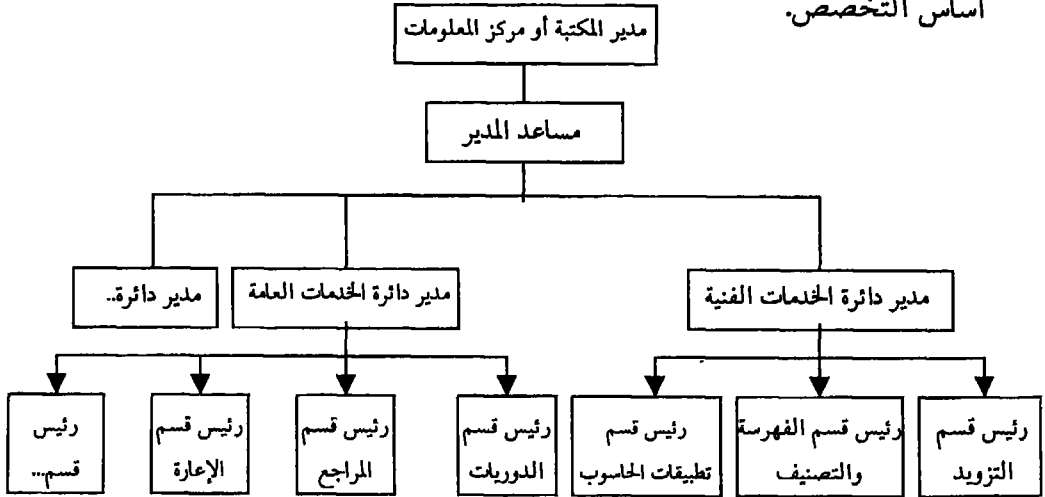 أساس التخصص.
مدير المكتبة أو مركز المعلومات
مساعد المدير
مدير دائرة الخدمات الفنية
مدير دائرة الخدمات العامة
مدير دائرة..
رئيس قسم
التزويد
رئيس قسم الفهرسة
والتصنيف
رئيس قسم
تطبيقات الحاسوب
رئيس قسم
الدوريات
رئيس قسم
المراجع
رئيس قسم
الإعارة
رئيس
قسم...